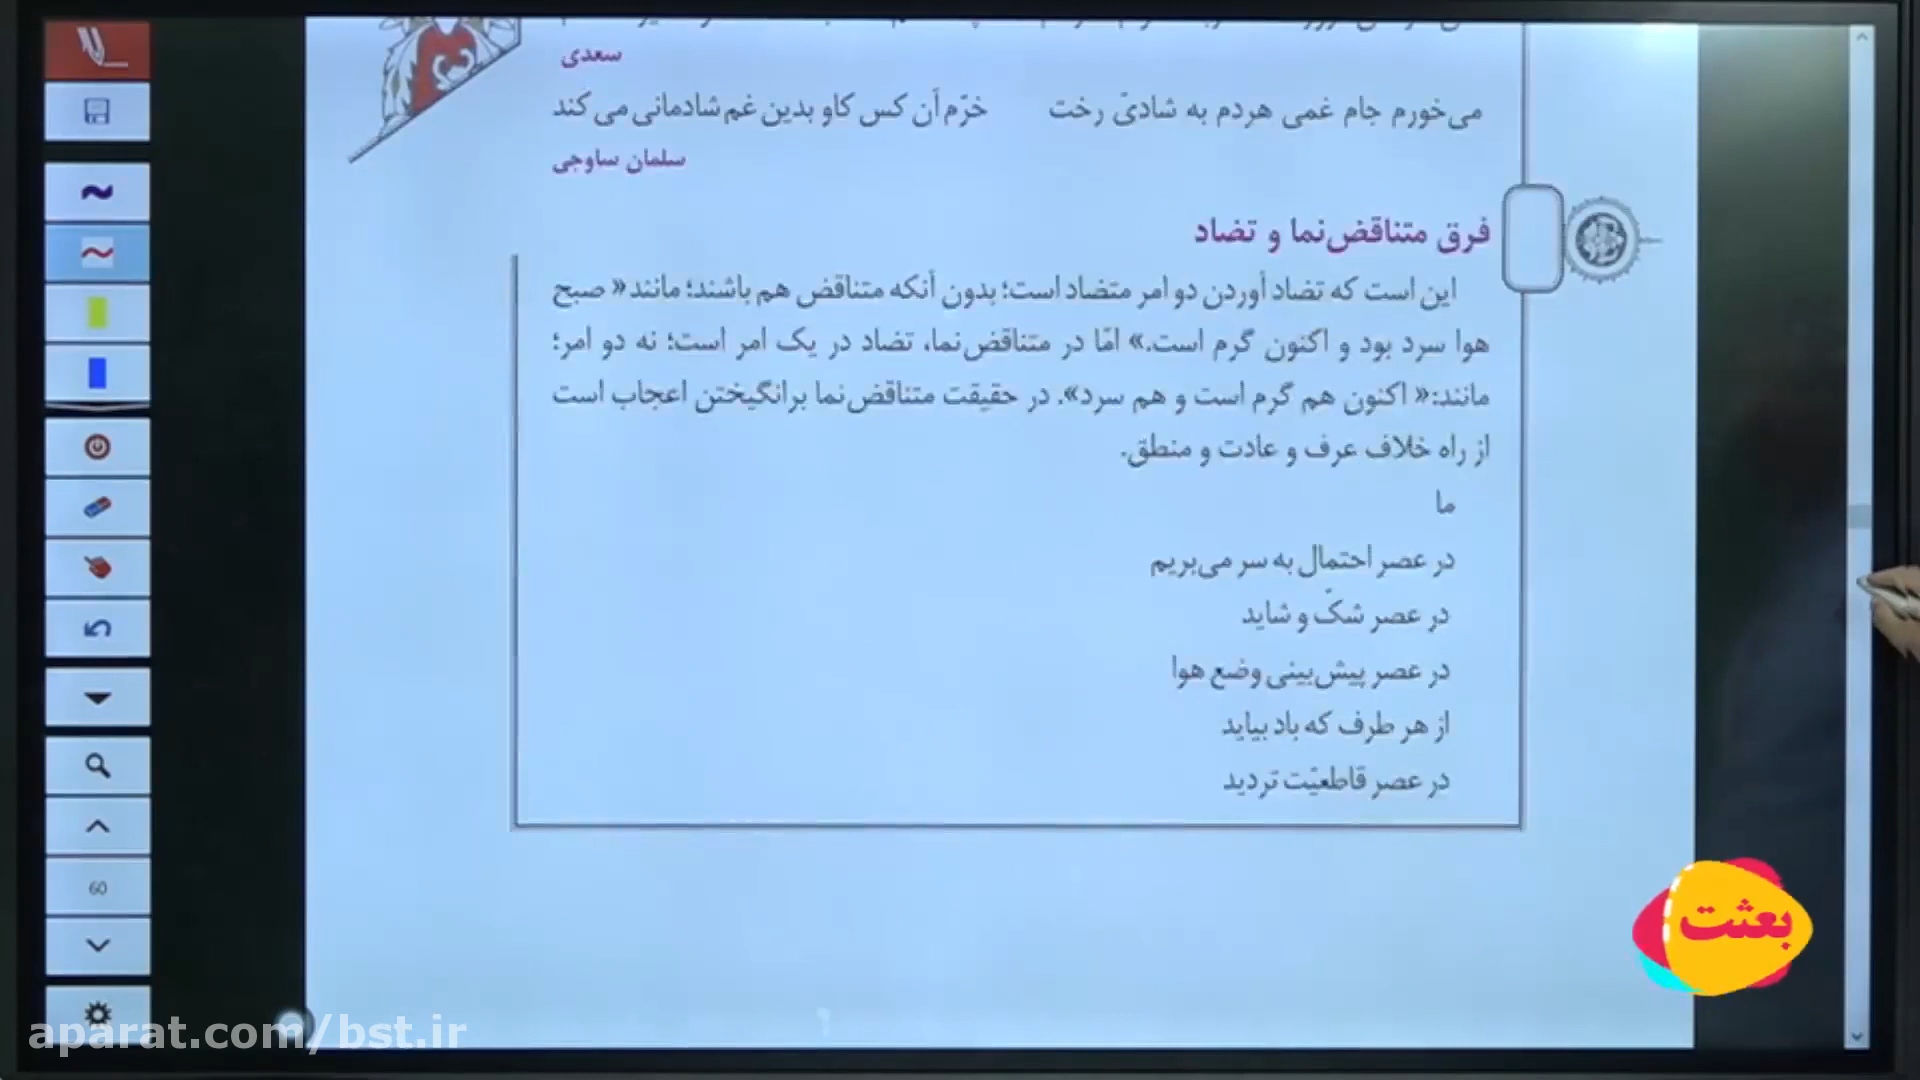 سعدی
می‌خورم جام غمی هردم به شادیّ رخت خرّم آن کس کاو بدین غم شادمانی می‌کند
سلمان ساوجی
فرق متناقض‌نما و تضاد
این است که تضاد آوردن دو امر متضاد است؛ بدون آنکه متناقض هم باشند؛ مانند« صبح
هوا سرد بود و اکنون گرم است.» امّا در متناقض‌نما، تضاد در یک امر است؛ نه دو امر؛
مانند:« اکنون هم گرم است و هم سرد». در حقیقت متناقض‌نما برانگیختن اعجاب است
از راه خلاف عرف و عادت و منطق.
ما
در عصر احتمال به سر می‌بریم
در عصر شکّ و شاید
در عصر پیش‌بینی وضع هوا
از هر طرف که باد بیاید
در عصر قاطعیّت تردید
60
بعثت
aparat.com/bst.ir